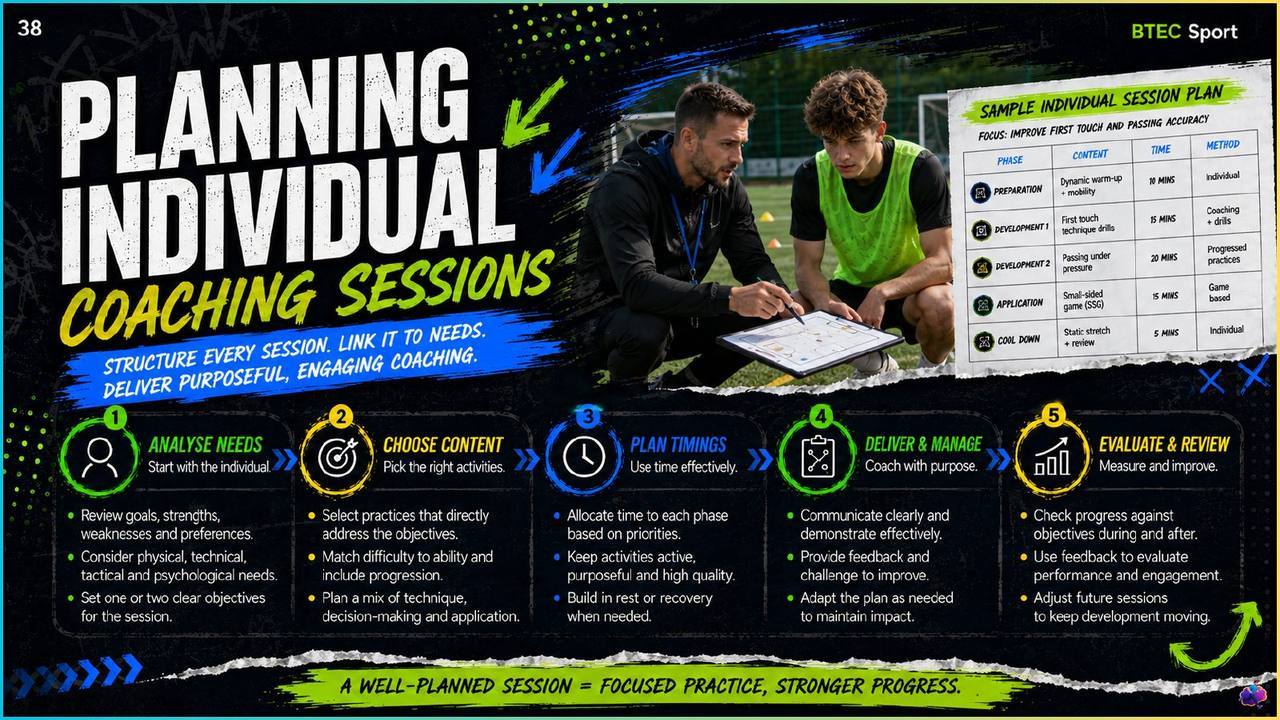 38
BTEC Sport
PLANNING
INDIVIDUAL
COACHING SESSIONS
STRUCTURE EVERY SESSION. LINK IT TO NEEDS.
DELIVER PURPOSEFUL, ENGAGING COACHING.
SAMPLE INDIVIDUAL SESSION PLAN
FOCUS: IMPROVE FIRST TOUCH AND PASSING ACCURACY
PHASE CONTENT TIME METHOD
PREPARATION Dynamic warm-up + mobility 10 MINS Individual
DEVELOPMENT 1 First touch technique drills 15 MINS Coaching + drills
DEVELOPMENT 2 Passing under pressure 20 MINS Progressed practices
APPLICATION Small-sided game (SSG) 15 MINS Game based
COOL DOWN Static stretch + review 5 MINS Individual
1
ANALYSE NEEDS
Start with the individual.
• Review goals, strengths,
weaknesses and preferences.
• Consider physical, technical,
tactical and psychological needs.
• Set one or two clear objectives
for the session.
2
CHOOSE CONTENT
Pick the right activities.
• Select practices that directly
address the objectives.
• Match difficulty to ability and
include progression.
• Plan a mix of technique,
decision-making and application.
3
PLAN TIMINGS
Use time effectively.
• Allocate time to each phase
based on priorities.
• Keep activities active,
purposeful and high quality.
• Build in rest or recovery
when needed.
4
DELIVER & MANAGE
Coach with purpose.
• Communicate clearly and
demonstrate effectively.
• Provide feedback and
challenge to improve.
• Adapt the plan as needed
to maintain impact.
5
EVALUATE & REVIEW
Measure and improve.
• Check progress against
objectives during and after.
• Use feedback to evaluate
performance and engagement.
• Adjust future sessions
to keep development moving.
A WELL-PLANNED SESSION = FOCUSED PRACTICE, STRONGER PROGRESS.